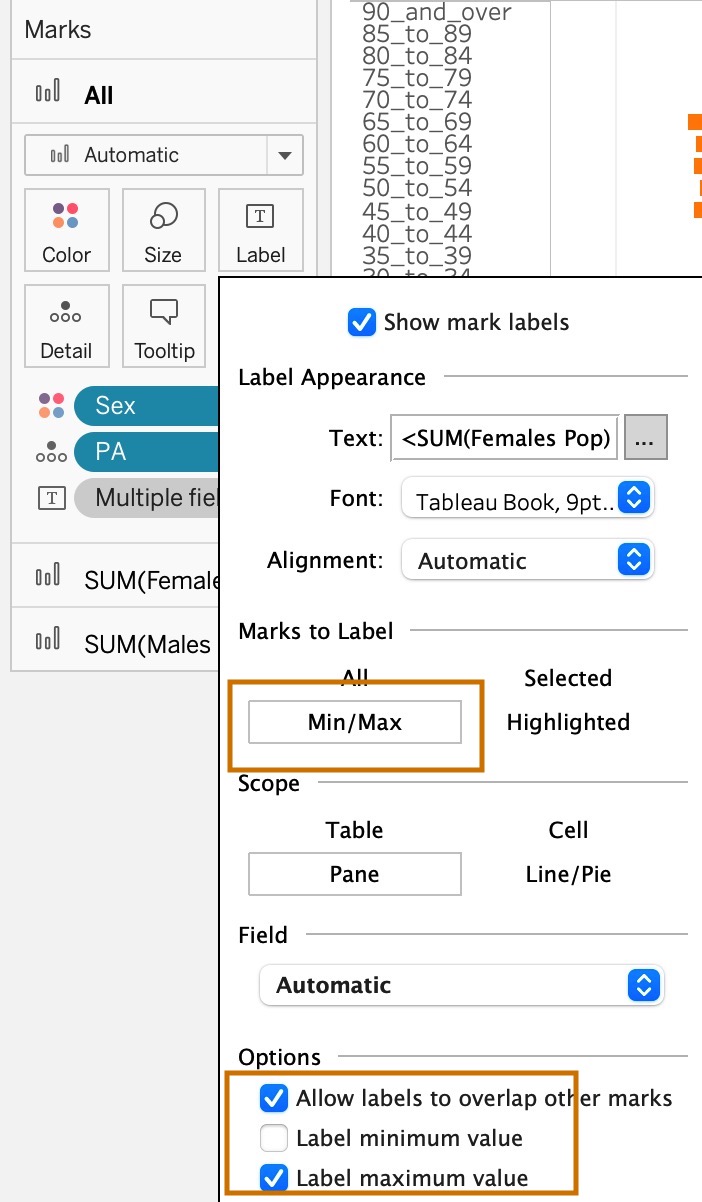 Marks
All
Automatic
Color
Size
T
Label
Detail
Tooltip
Sex
PA
T
Multiple fiel
SUM(Female
SUM(Males
90_and_over
85_to_89
80_to_84
75_to_79
70_to_74
65_to_69
60_to_64
55_to_59
50_to_54
45_to_49
40_to_44
35_to_39
30_to_34
Show mark labels
Label Appearance
Text: <SUM(Females Pop) ...
Font: Tableau Book, 9pt..
Alignment: Automatic
Marks to Label
All Selected
Min/Max Highlighted
Scope
Table Cell
Pane Line/Pie
Field
Automatic
Options
Allow labels to overlap other marks
Label minimum value
Label maximum value